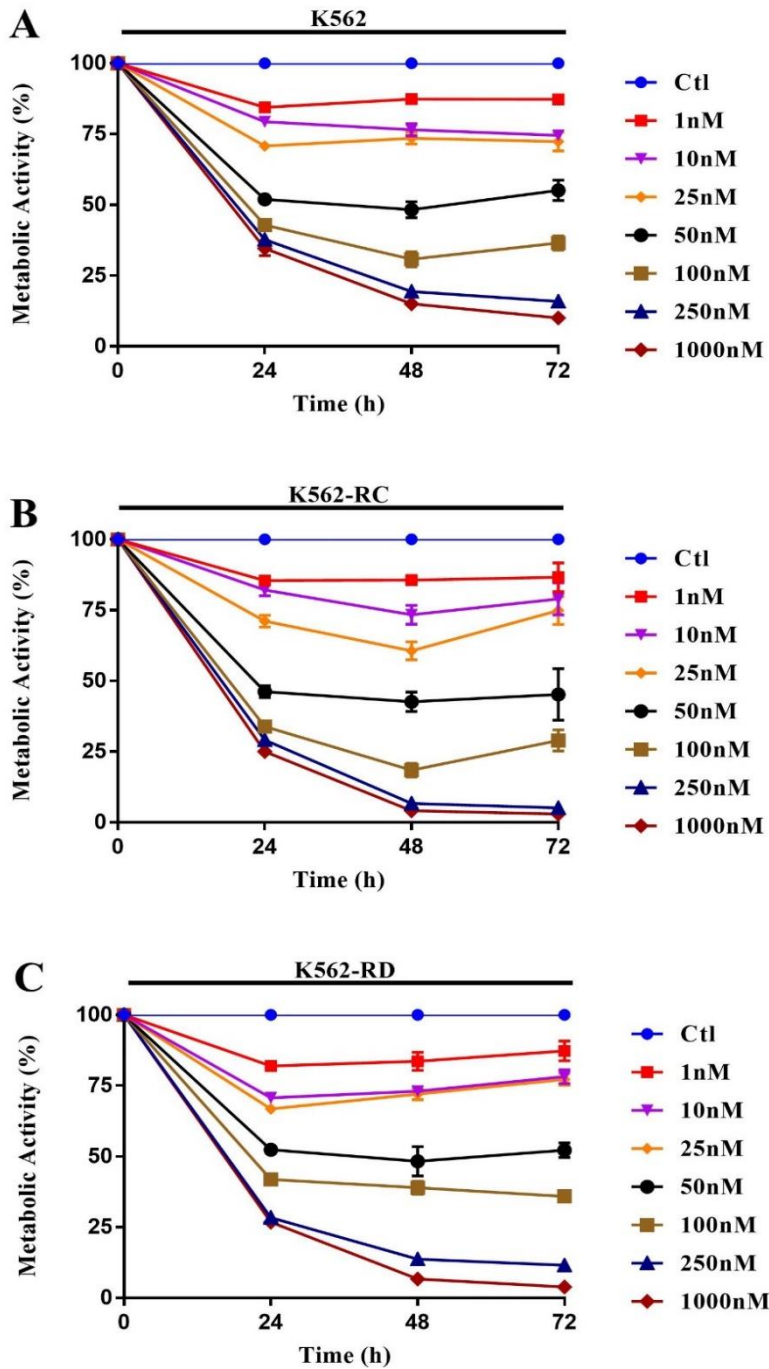 A
K562
Metabolic Activity (%)
100
75
50
25
0
0 24 48 72
Time (h)
Ctl
1nM
10nM
25nM
50nM
100nM
250nM
1000nM
B
K562-RC
Metabolic Activity (%)
100
75
50
25
0
0 24 48 72
Time (h)
Ctl
1nM
10nM
25nM
50nM
100nM
250nM
1000nM
C
K562-RD
Metabolic Activity (%)
100
75
50
25
0
0 24 48 72
Time (h)
Ctl
1nM
10nM
25nM
50nM
100nM
250nM
1000nM